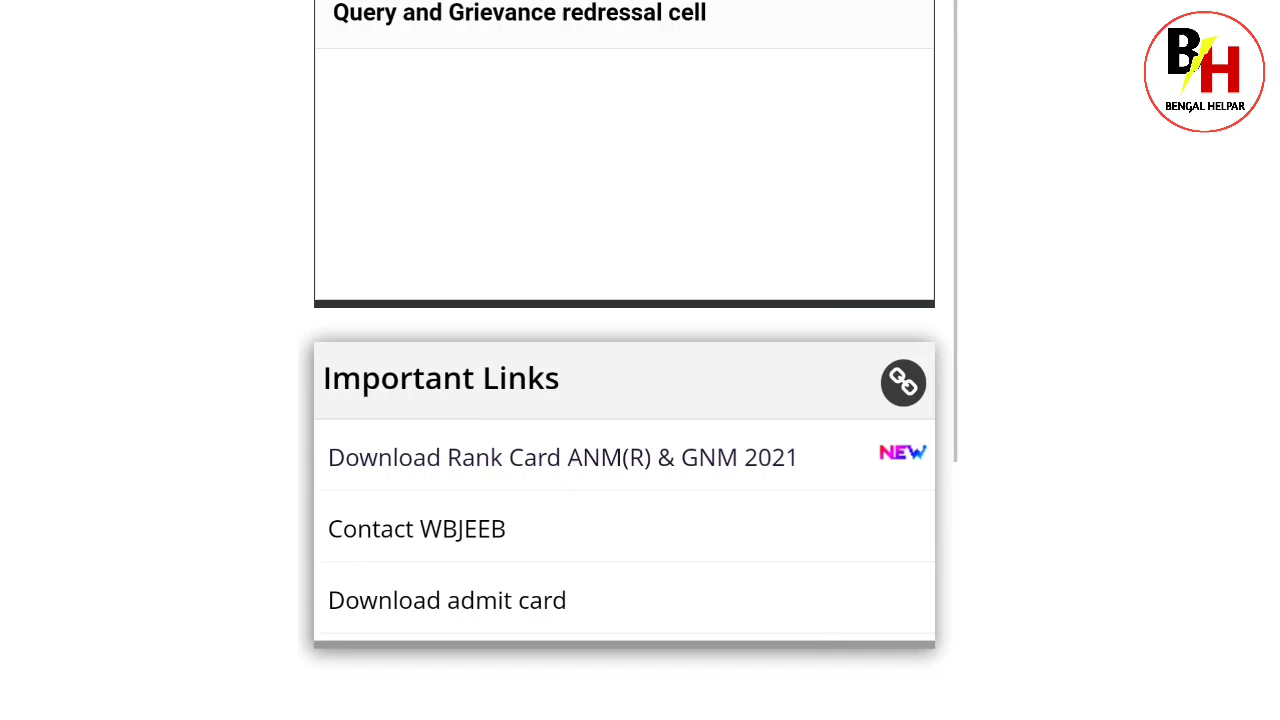 Query and Grievance redressal cell
BH
BENGAL HELPAR
Important Links
Download Rank Card ANM(R) & GNM 2021
NEW
Contact WBJEEB
Download admit card